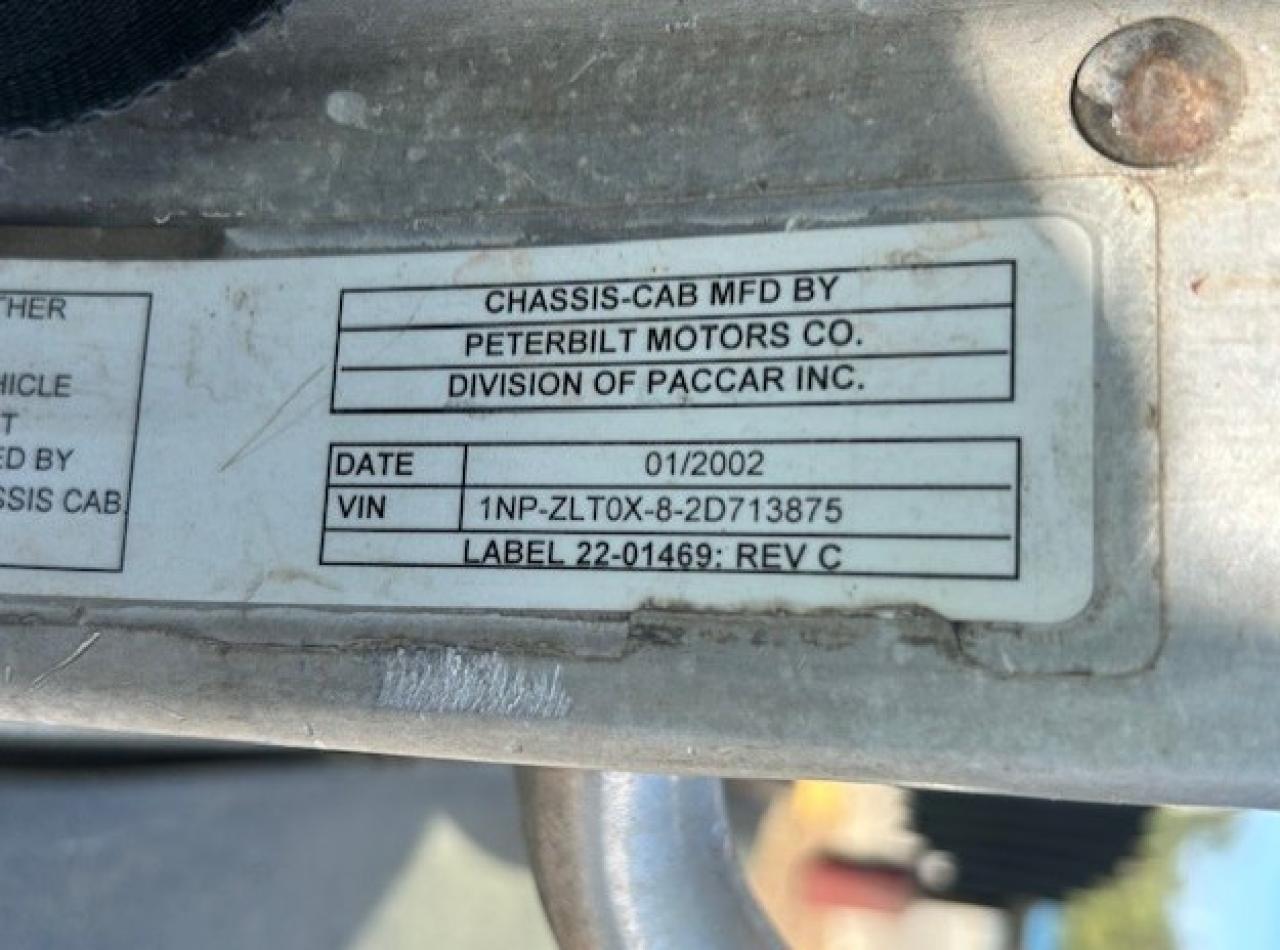 THER
HICLE
T
ED BY
SSIS CAB
CHASSIS-CAB MFD BY
PETERBILT MOTORS CO.
DIVISION OF PACCAR INC.
DATE 01/2002
VIN 1NP-ZLT0X-8-2D713875
LABEL 22-01469: REV C